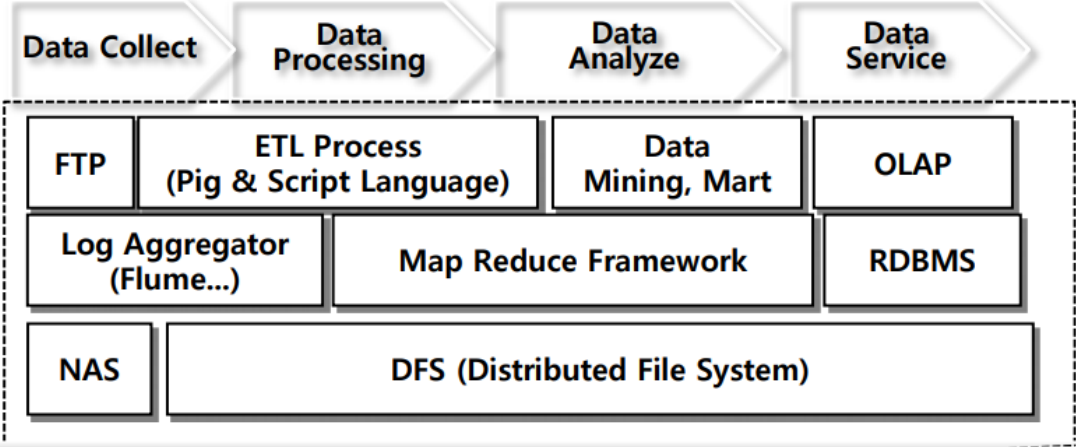 Data Collect
Data
Processing
Data
Analyze
Data
Service
FTP
ETL Process
(Pig & Script Language)
Data
Mining, Mart
OLAP
Log Aggregator
(Flume...)
Map Reduce Framework
RDBMS
NAS
DFS (Distributed File System)